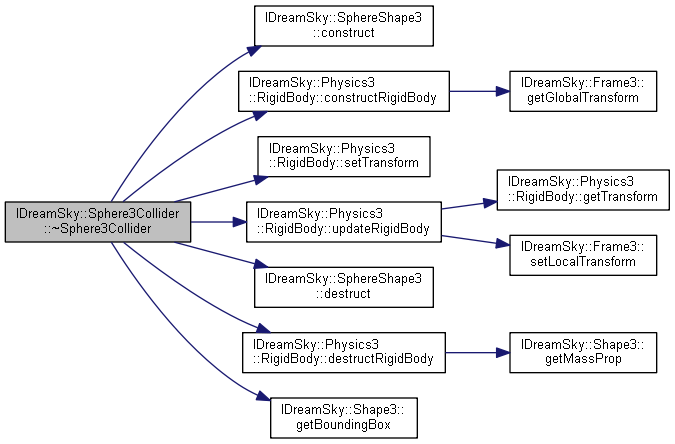 IDreamSky::Sphere3Collider
::~Sphere3Collider
IDreamSky::SphereShape3
::construct
IDreamSky::Physics3
::RigidBody::constructRigidBody
IDreamSky::Frame3::
getGlobalTransform
IDreamSky::Physics3
::RigidBody::setTransform
IDreamSky::Physics3
::RigidBody::updateRigidBody
IDreamSky::Physics3
::RigidBody::getTransform
IDreamSky::Frame3::
setLocalTransform
IDreamSky::SphereShape3
::destruct
IDreamSky::Physics3
::RigidBody::destructRigidBody
IDreamSky::Shape3::
getMassProp
IDreamSky::Shape3::
getBoundingBox